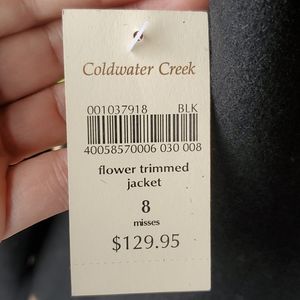 Coldwater Creek
001037918 BLK
40058570006 030 008
flower trimmed
jacket
8
misses
$129.95